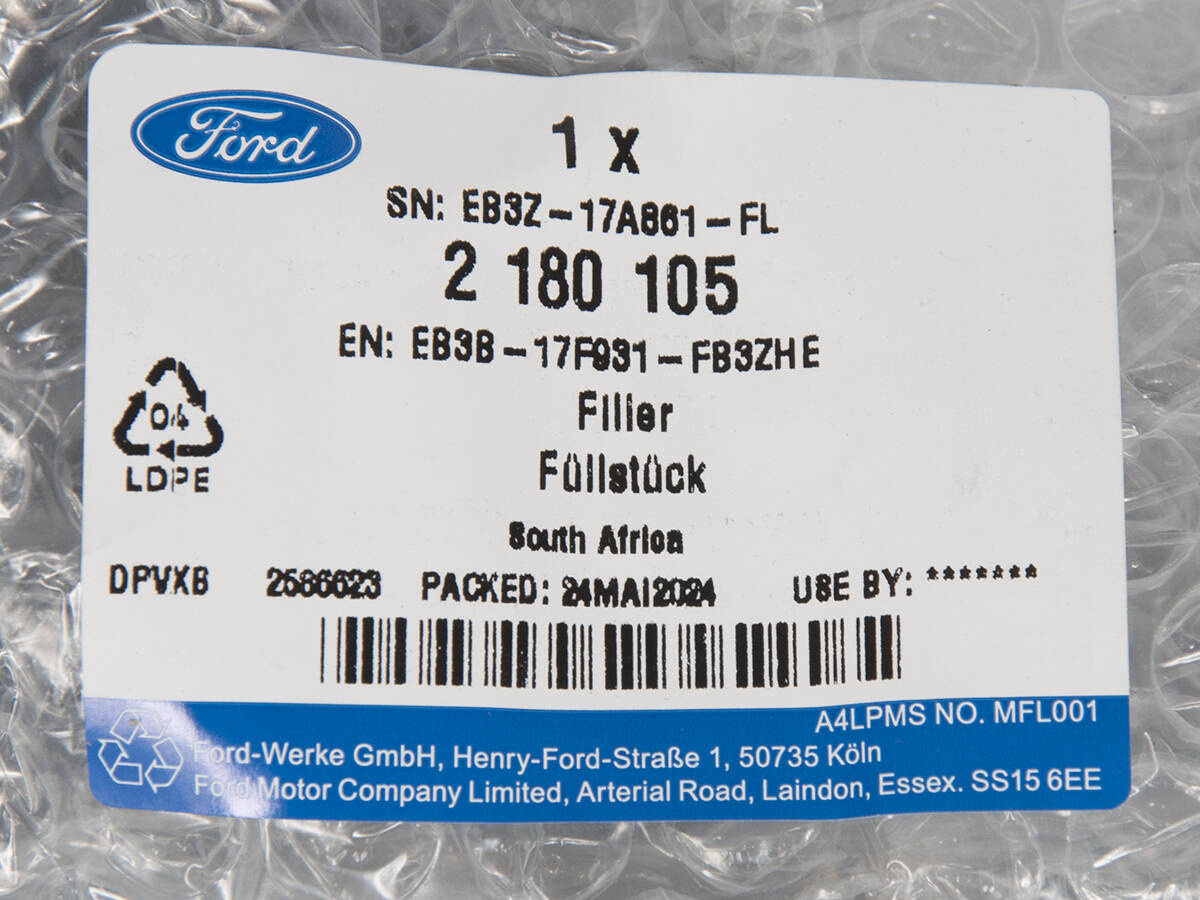 Ford
1 x
SN: EB3Z-17A861-FL
2 180 105
EN: EB3B-17F931-FB3ZHE
Filler
Füllstück
04
LDPE
South Africa
DPVXB 2566623 PACKED: 24MAI2024 USE BY: *******
A4LPMS NO. MFL001
Ford-Werke GmbH, Henry-Ford-Straße 1, 50735 Köln
Ford Motor Company Limited, Arterial Road, Laindon, Essex. SS15 6EE